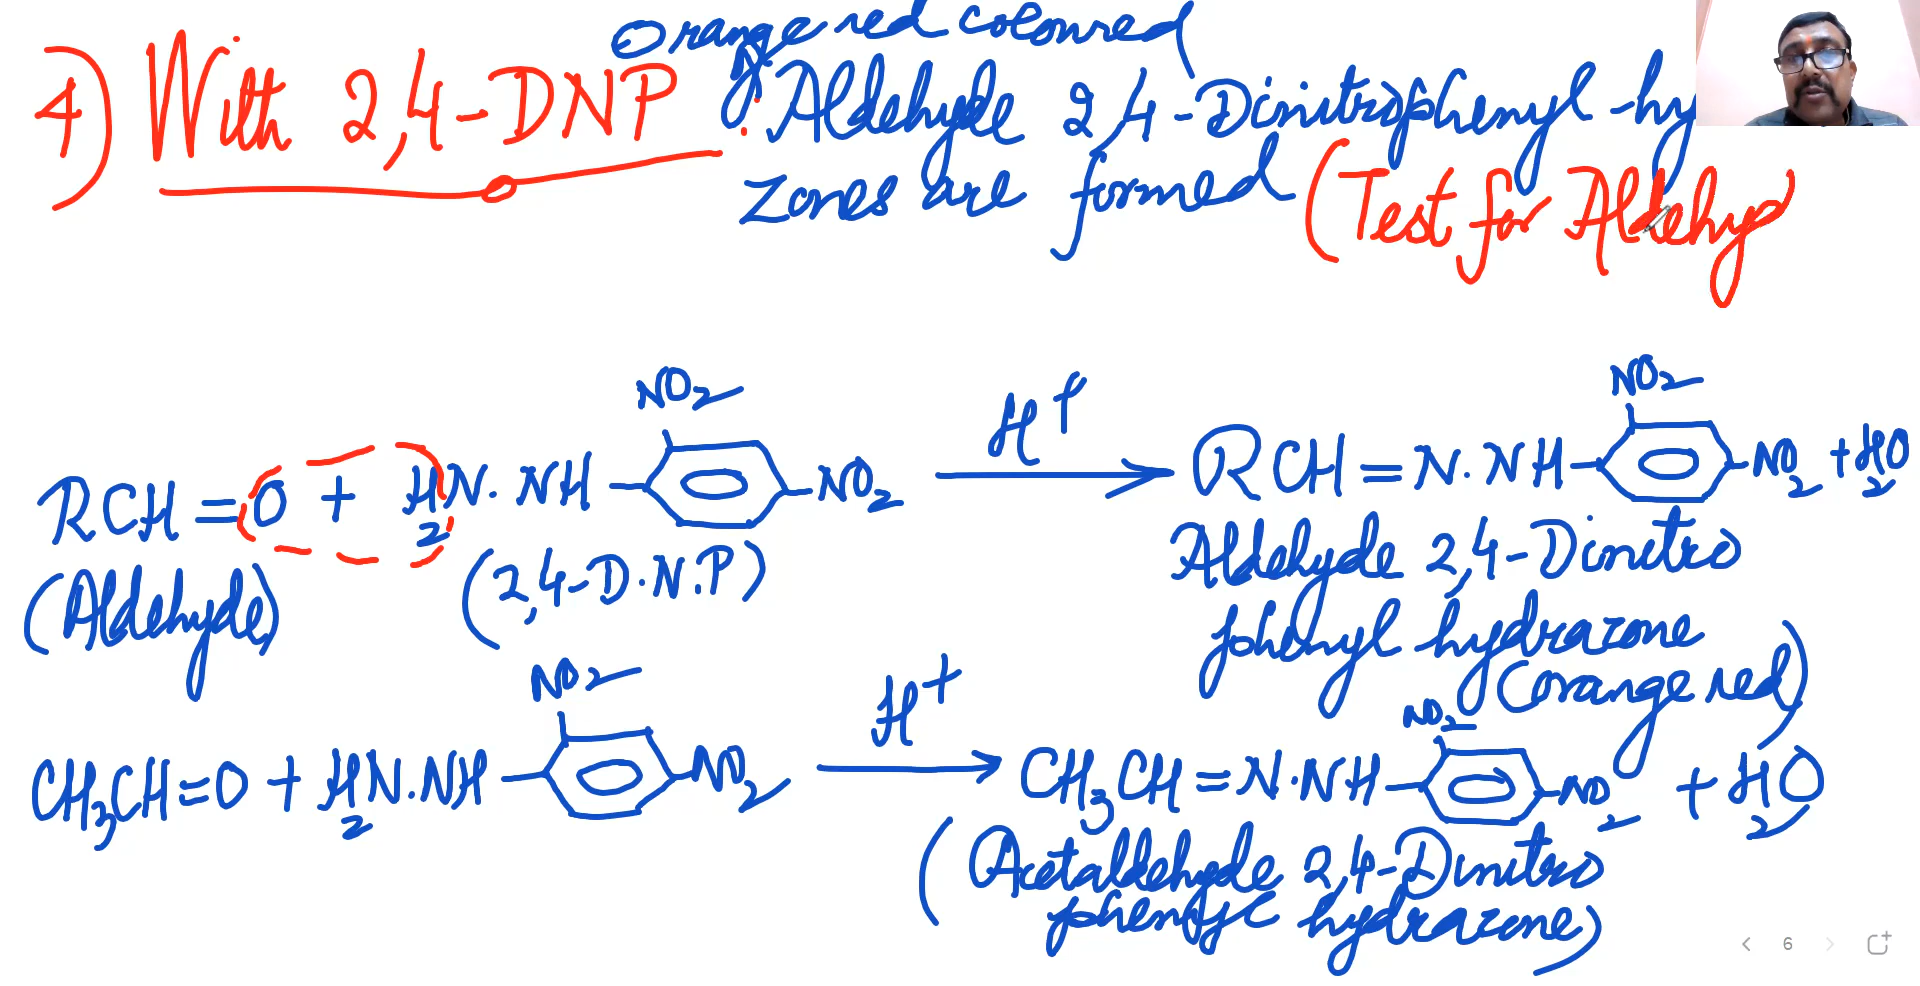 Orange red coloured
4) With 2,4-DNP : Aldehyde 2,4-Dinitrophenyl-hy
zones are formed (Test for Aldehy
NO2
NO2
H+
RCH=O + H2N.NH NO2
RCH=N.NH NO2 + H2O
(Aldehyde)
(2,4-D.N.P)
Aldehyde 2,4-Dinitro
phenyl hydrazone
(orange red)
NO2
H+
NO2
CH3CH=O + H2N.NH NO2
CH3CH=N.NH NO2 + H2O
(Acetaldehyde 2,4-Dinitro
phenyl hydrazone)
6